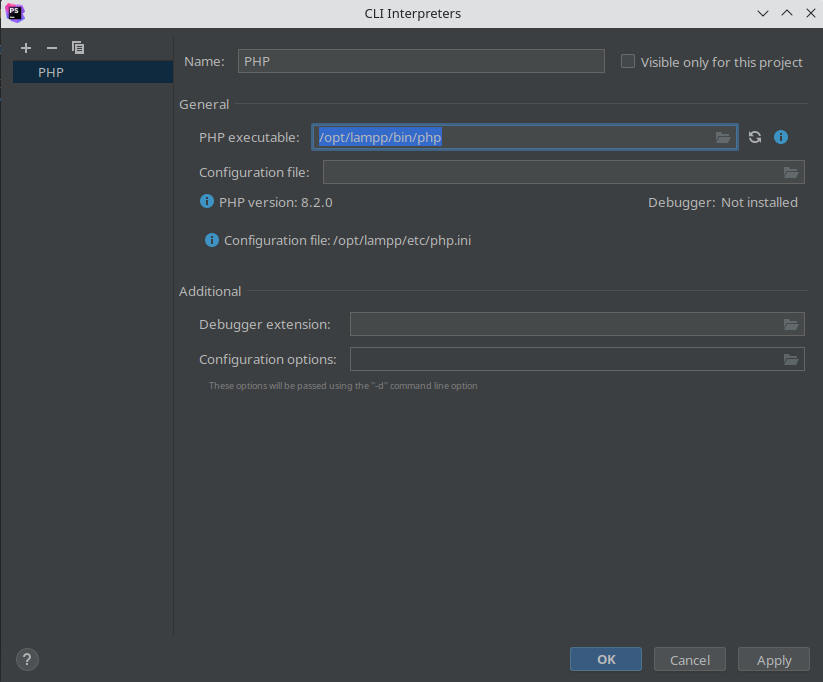 PS
CLI Interpreters
PHP
Name: PHP
Visible only for this project
General
PHP executable: /opt/lampp/bin/php
Configuration file:
PHP version: 8.2.0
Debugger: Not installed
Configuration file: /opt/lampp/etc/php.ini
Additional
Debugger extension:
Configuration options:
These options will be passed using the "-d" command line option
?
OK
Cancel
Apply